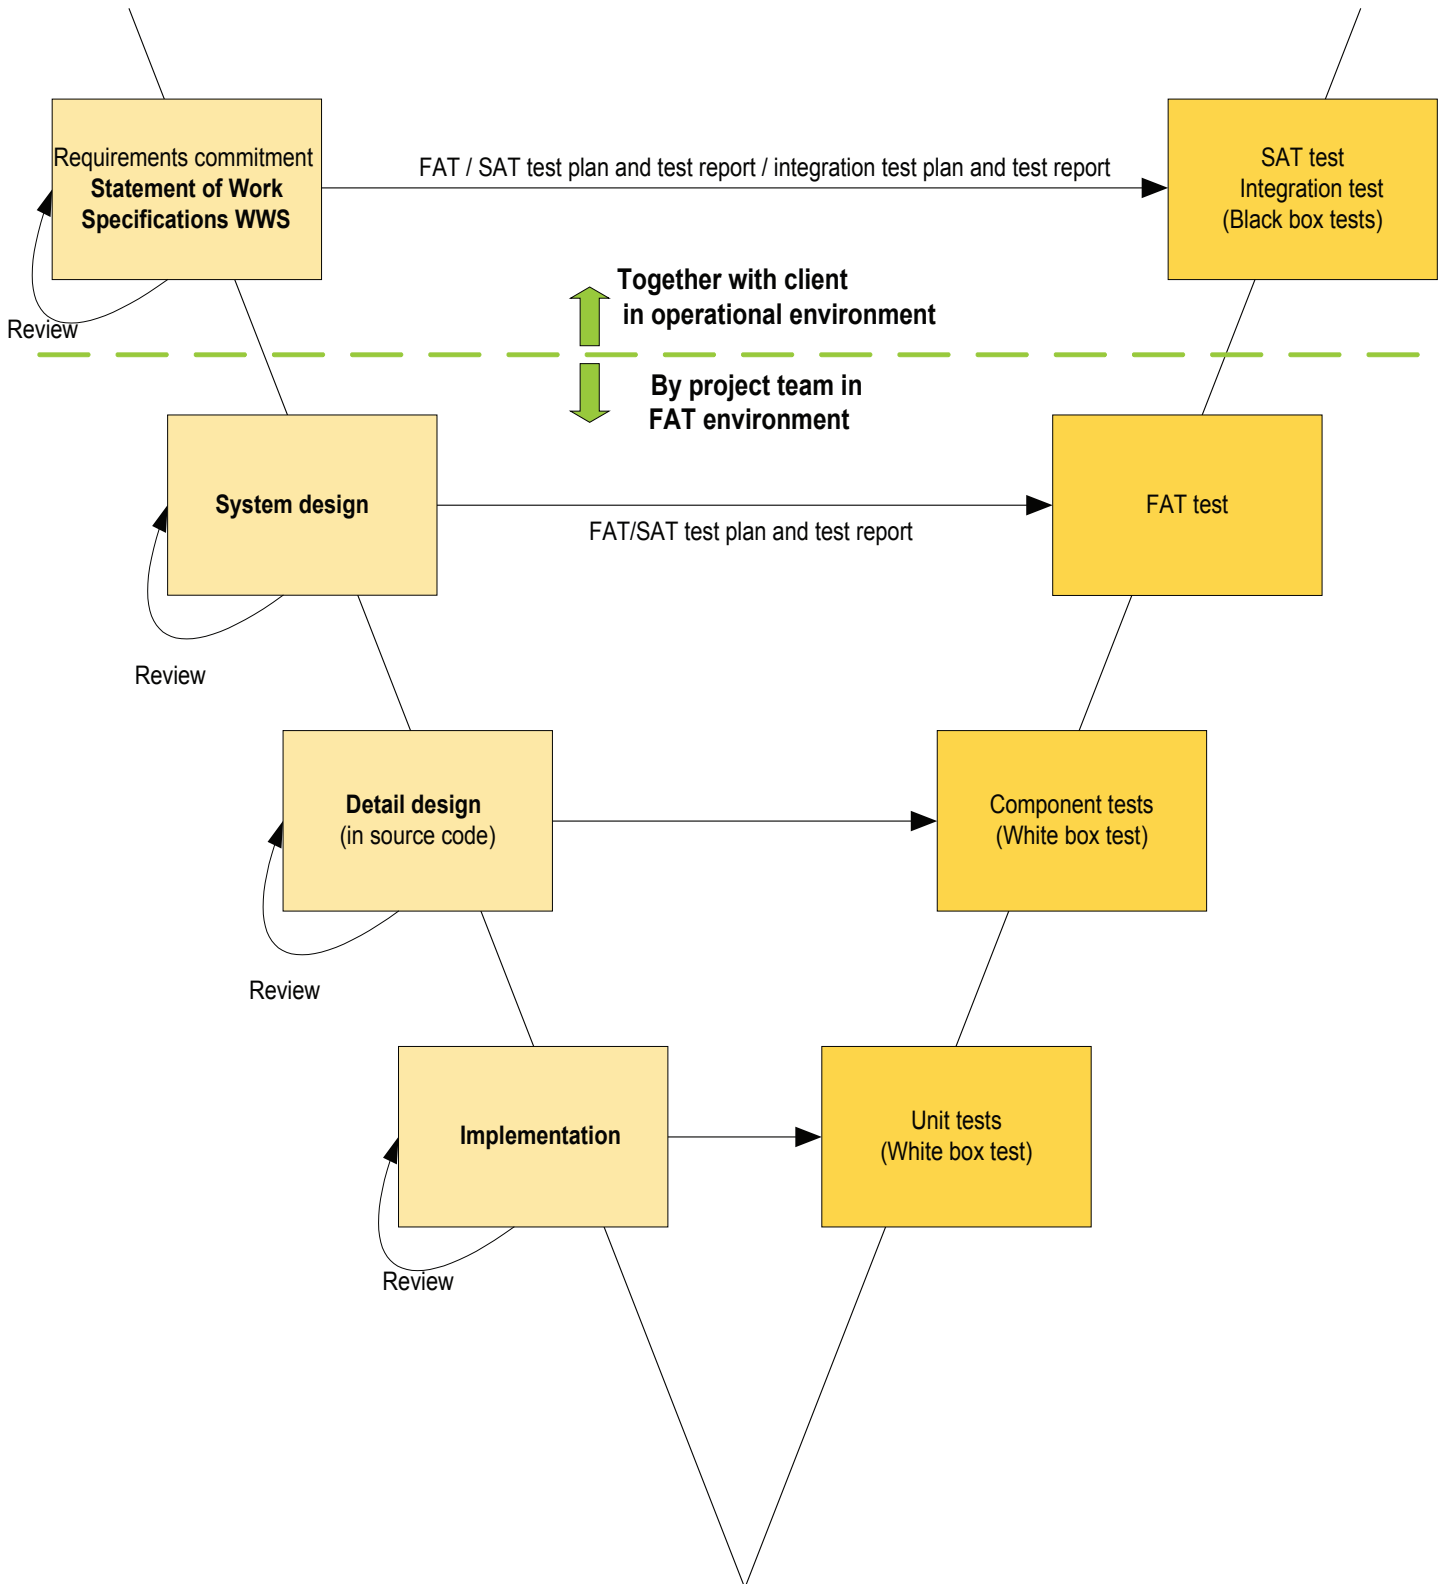 Requirements commitment
Statement of Work
Specifications WWS
FAT / SAT test plan and test report / integration test plan and test report
SAT test
Integration test
(Black box tests)
Review
Together with client
in operational environment
By project team in
FAT environment
System design
FAT/SAT test plan and test report
FAT test
Review
Detail design
(in source code)
Component tests
(White box test)
Review
Implementation
Unit tests
(White box test)
Review